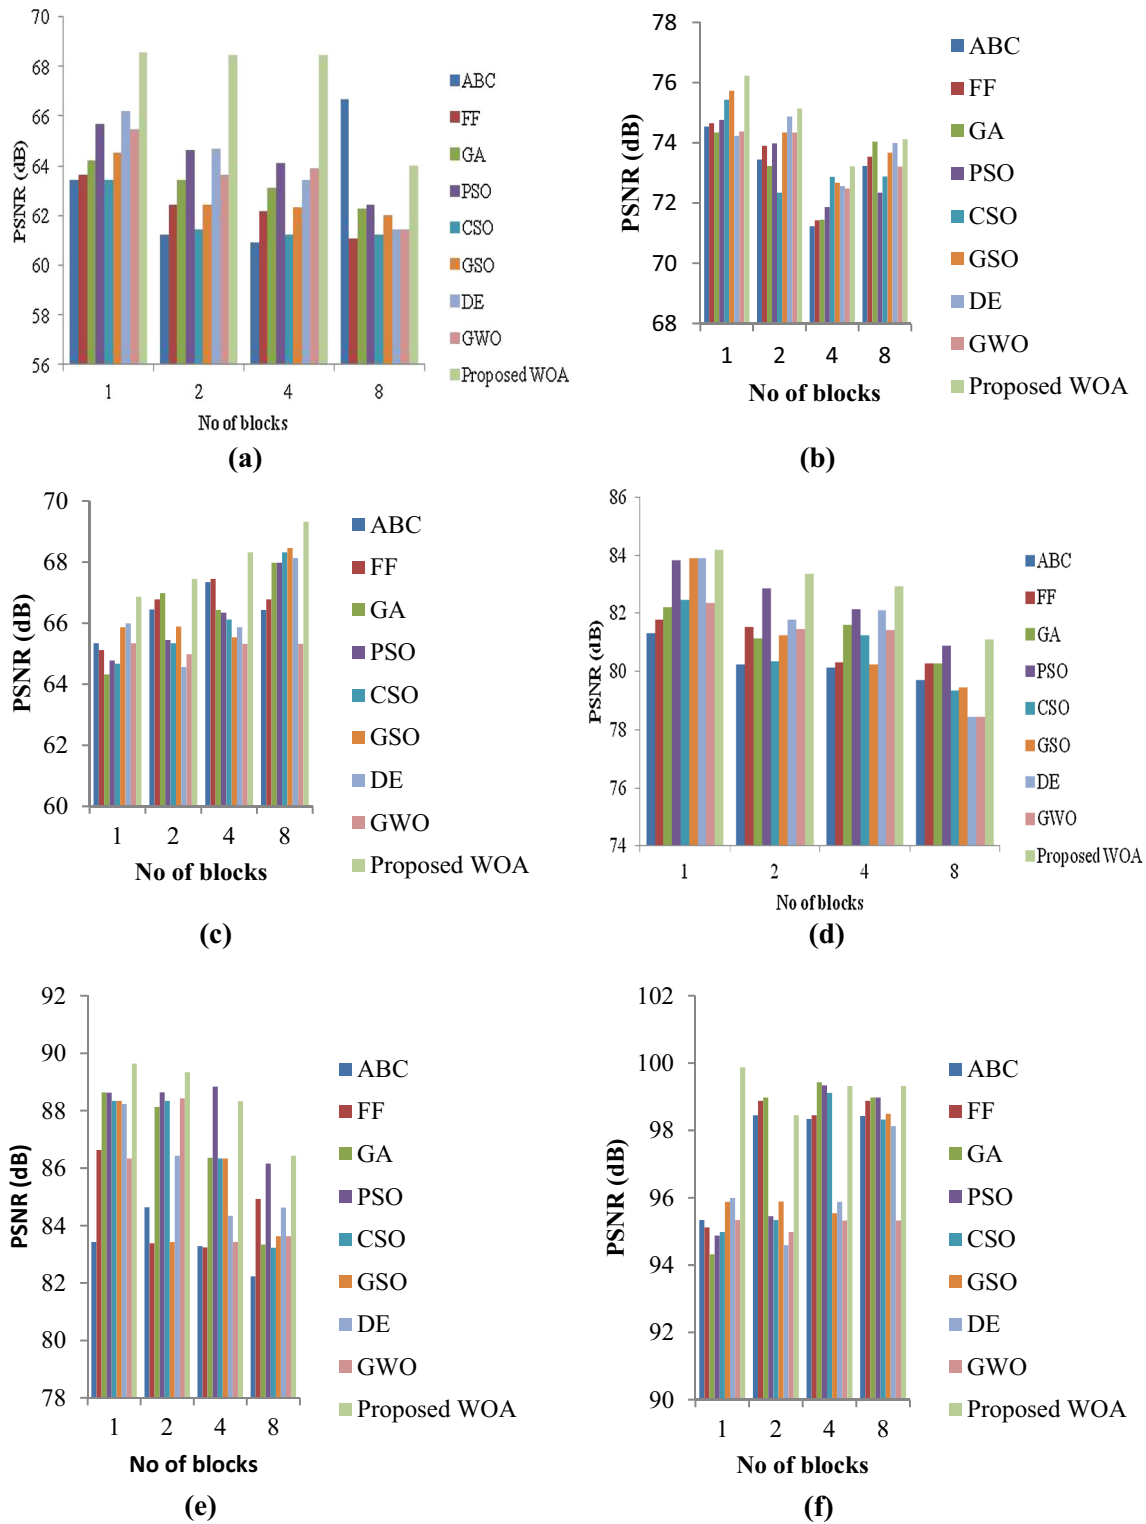 70
68
66
64
62
60
58
56
PSNR (dB)
1 2 4 8
No of blocks
ABC
FF
GA
PSO
CSO
GSO
DE
GWO
Proposed WOA
(a)
78
76
74
72
70
68
PSNR (dB)
1 2 4 8
No of blocks
ABC
FF
GA
PSO
CSO
GSO
DE
GWO
Proposed WOA
(b)
70
68
66
64
62
60
PSNR (dB)
1 2 4 8
No of blocks
ABC
FF
GA
PSO
CSO
GSO
DE
GWO
Proposed WOA
(c)
86
84
82
80
78
76
74
PSNR (dB)
1 2 4 8
No of blocks
ABC
FF
GA
PSO
CSO
GSO
DE
GWO
Proposed WOA
(d)
92
90
88
86
84
82
80
78
PSNR (dB)
1 2 4 8
No of blocks
ABC
FF
GA
PSO
CSO
GSO
DE
GWO
Proposed WOA
(e)
102
100
98
96
94
92
90
PSNR (dB)
1 2 4 8
No of blocks
ABC
FF
GA
PSO
CSO
GSO
DE
GWO
Proposed WOA
(f)